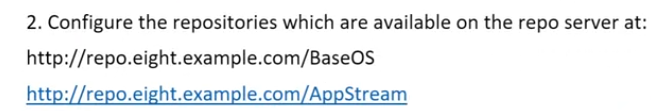 2. Configure the repositories which are available on the repo server at:
http://repo.eight.example.com/BaseOS
http://repo.eight.example.com/AppStream